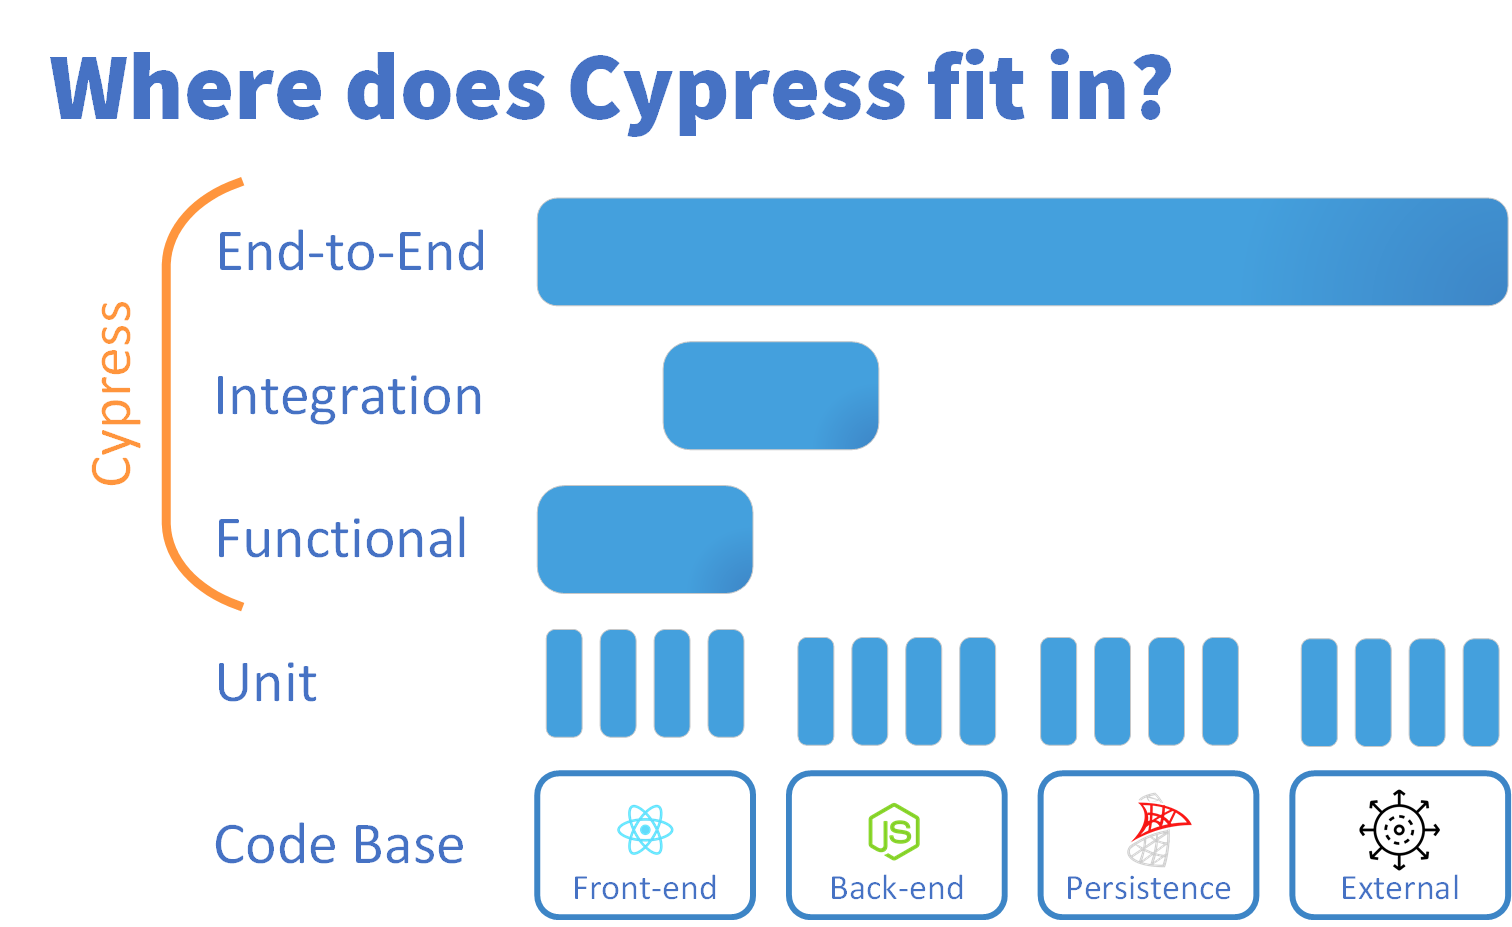 Where does Cypress fit in?
Cypress
End-to-End
Integration
Functional
Unit
Code Base
JS
Front-end
Back-end
Persistence
External